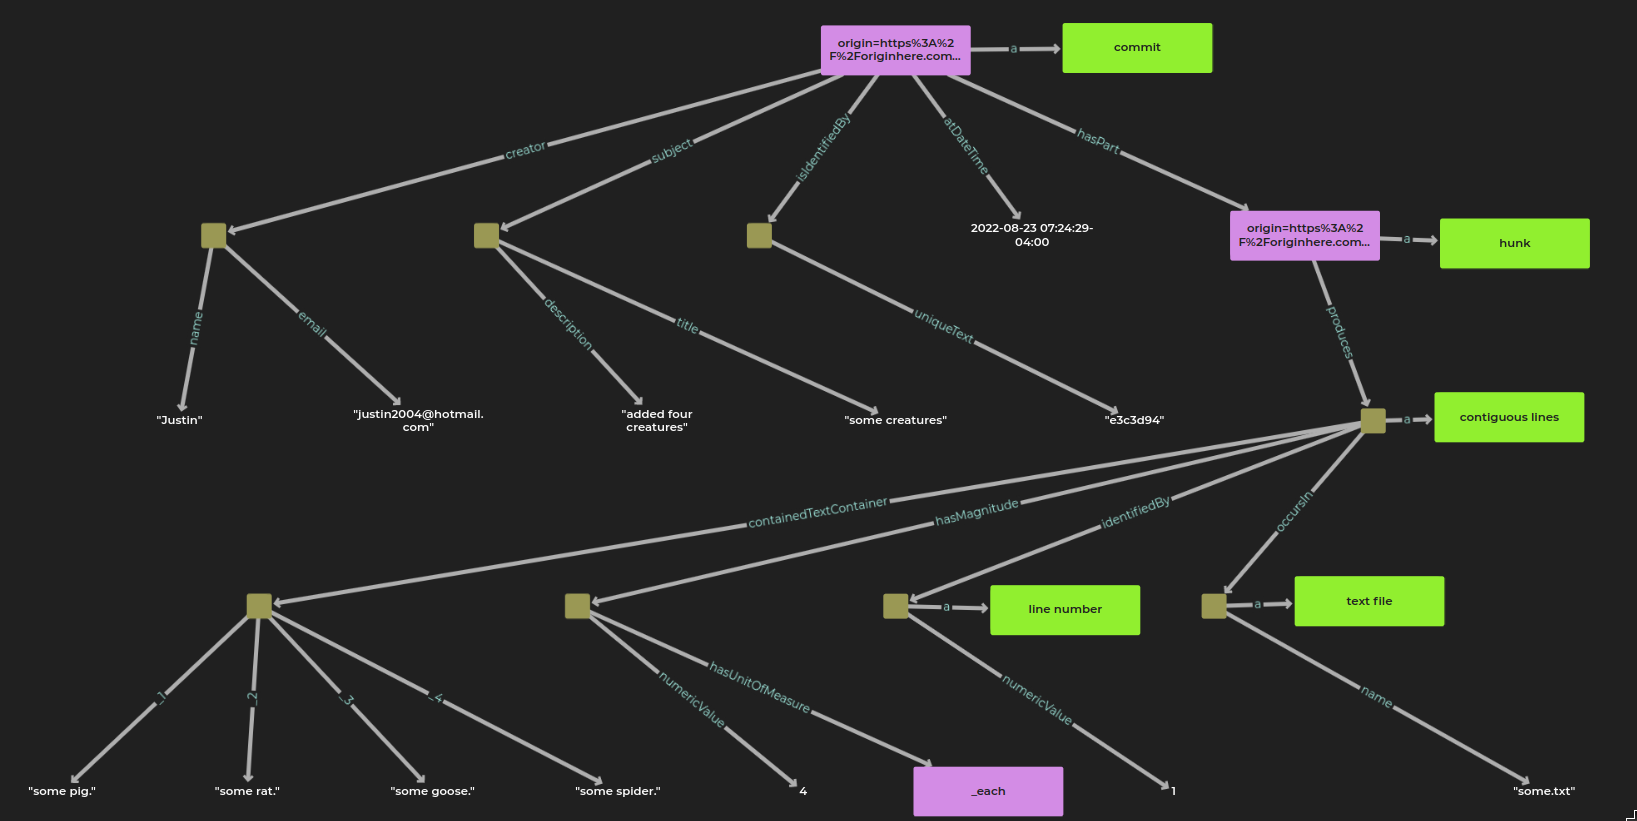 origin=https%3A%2
F%2Foriginhere.com...
a
commit
creator
subject
isIdentifiedBy
atDateTime
hasPart
2022-08-23 07:24:29-
04:00
origin=https%3A%2
F%2Foriginhere.com...
a
hunk
name
email
description
title
uniqueText
produces
"Justin"
"justin2004@hotmail.
com"
"added four
creatures"
"some creatures"
"e3c3d94"
a
contiguous lines
containedTextContainer
hasMagnitude
identifiedBy
occursIn
a
line number
a
text file
_1
_2
_3
_4
numericValue
hasUnitOfMeasure
numericValue
name
"some pig."
"some rat."
"some goose."
"some spider."
4
_each
1
"some.txt"